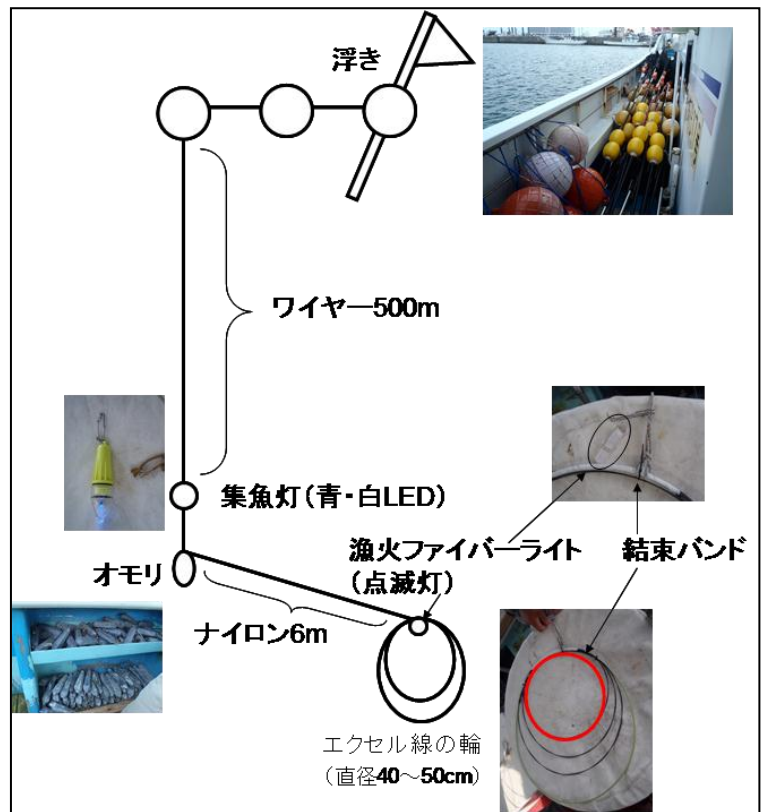 浮き
ワイヤー500m
集魚灯(青・白LED)
漁火ファイバーライト
(点滅灯)
結束バンド
オモリ
ナイロン6m
エクセル線の輪
(直径40~50cm)